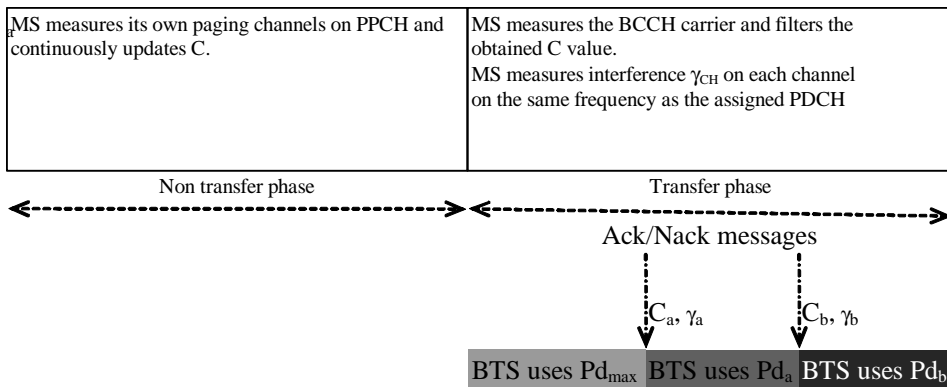 a MS measures its own paging channels on PPCH and
continuously updates C.
MS measures the BCCH carrier and filters the
obtained C value.
MS measures interference γCH on each channel
on the same frequency as the assigned PDCH
Non transfer phase
Transfer phase
Ack/Nack messages
Ca, γa
Cb, γb
BTS uses Pdmax
BTS uses Pda
BTS uses Pdb